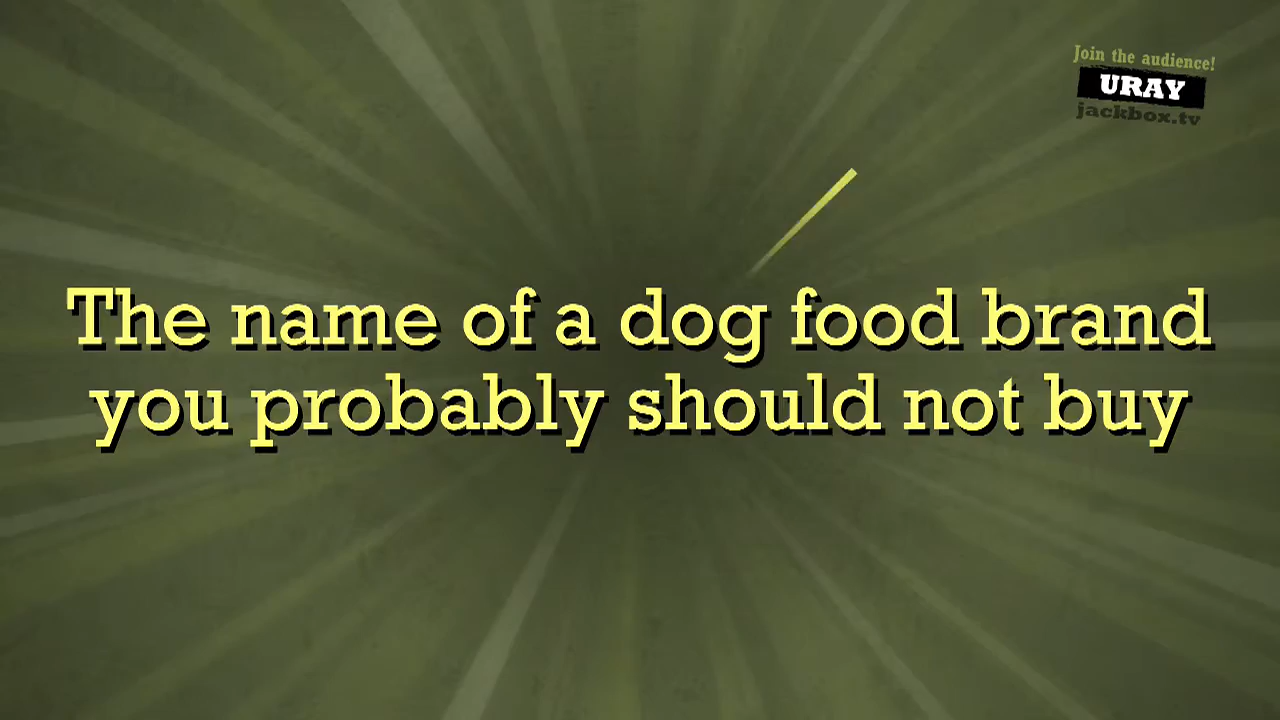 Join the audience!
URAY
jackbox.tv
The name of a dog food brand
you probably should not buy